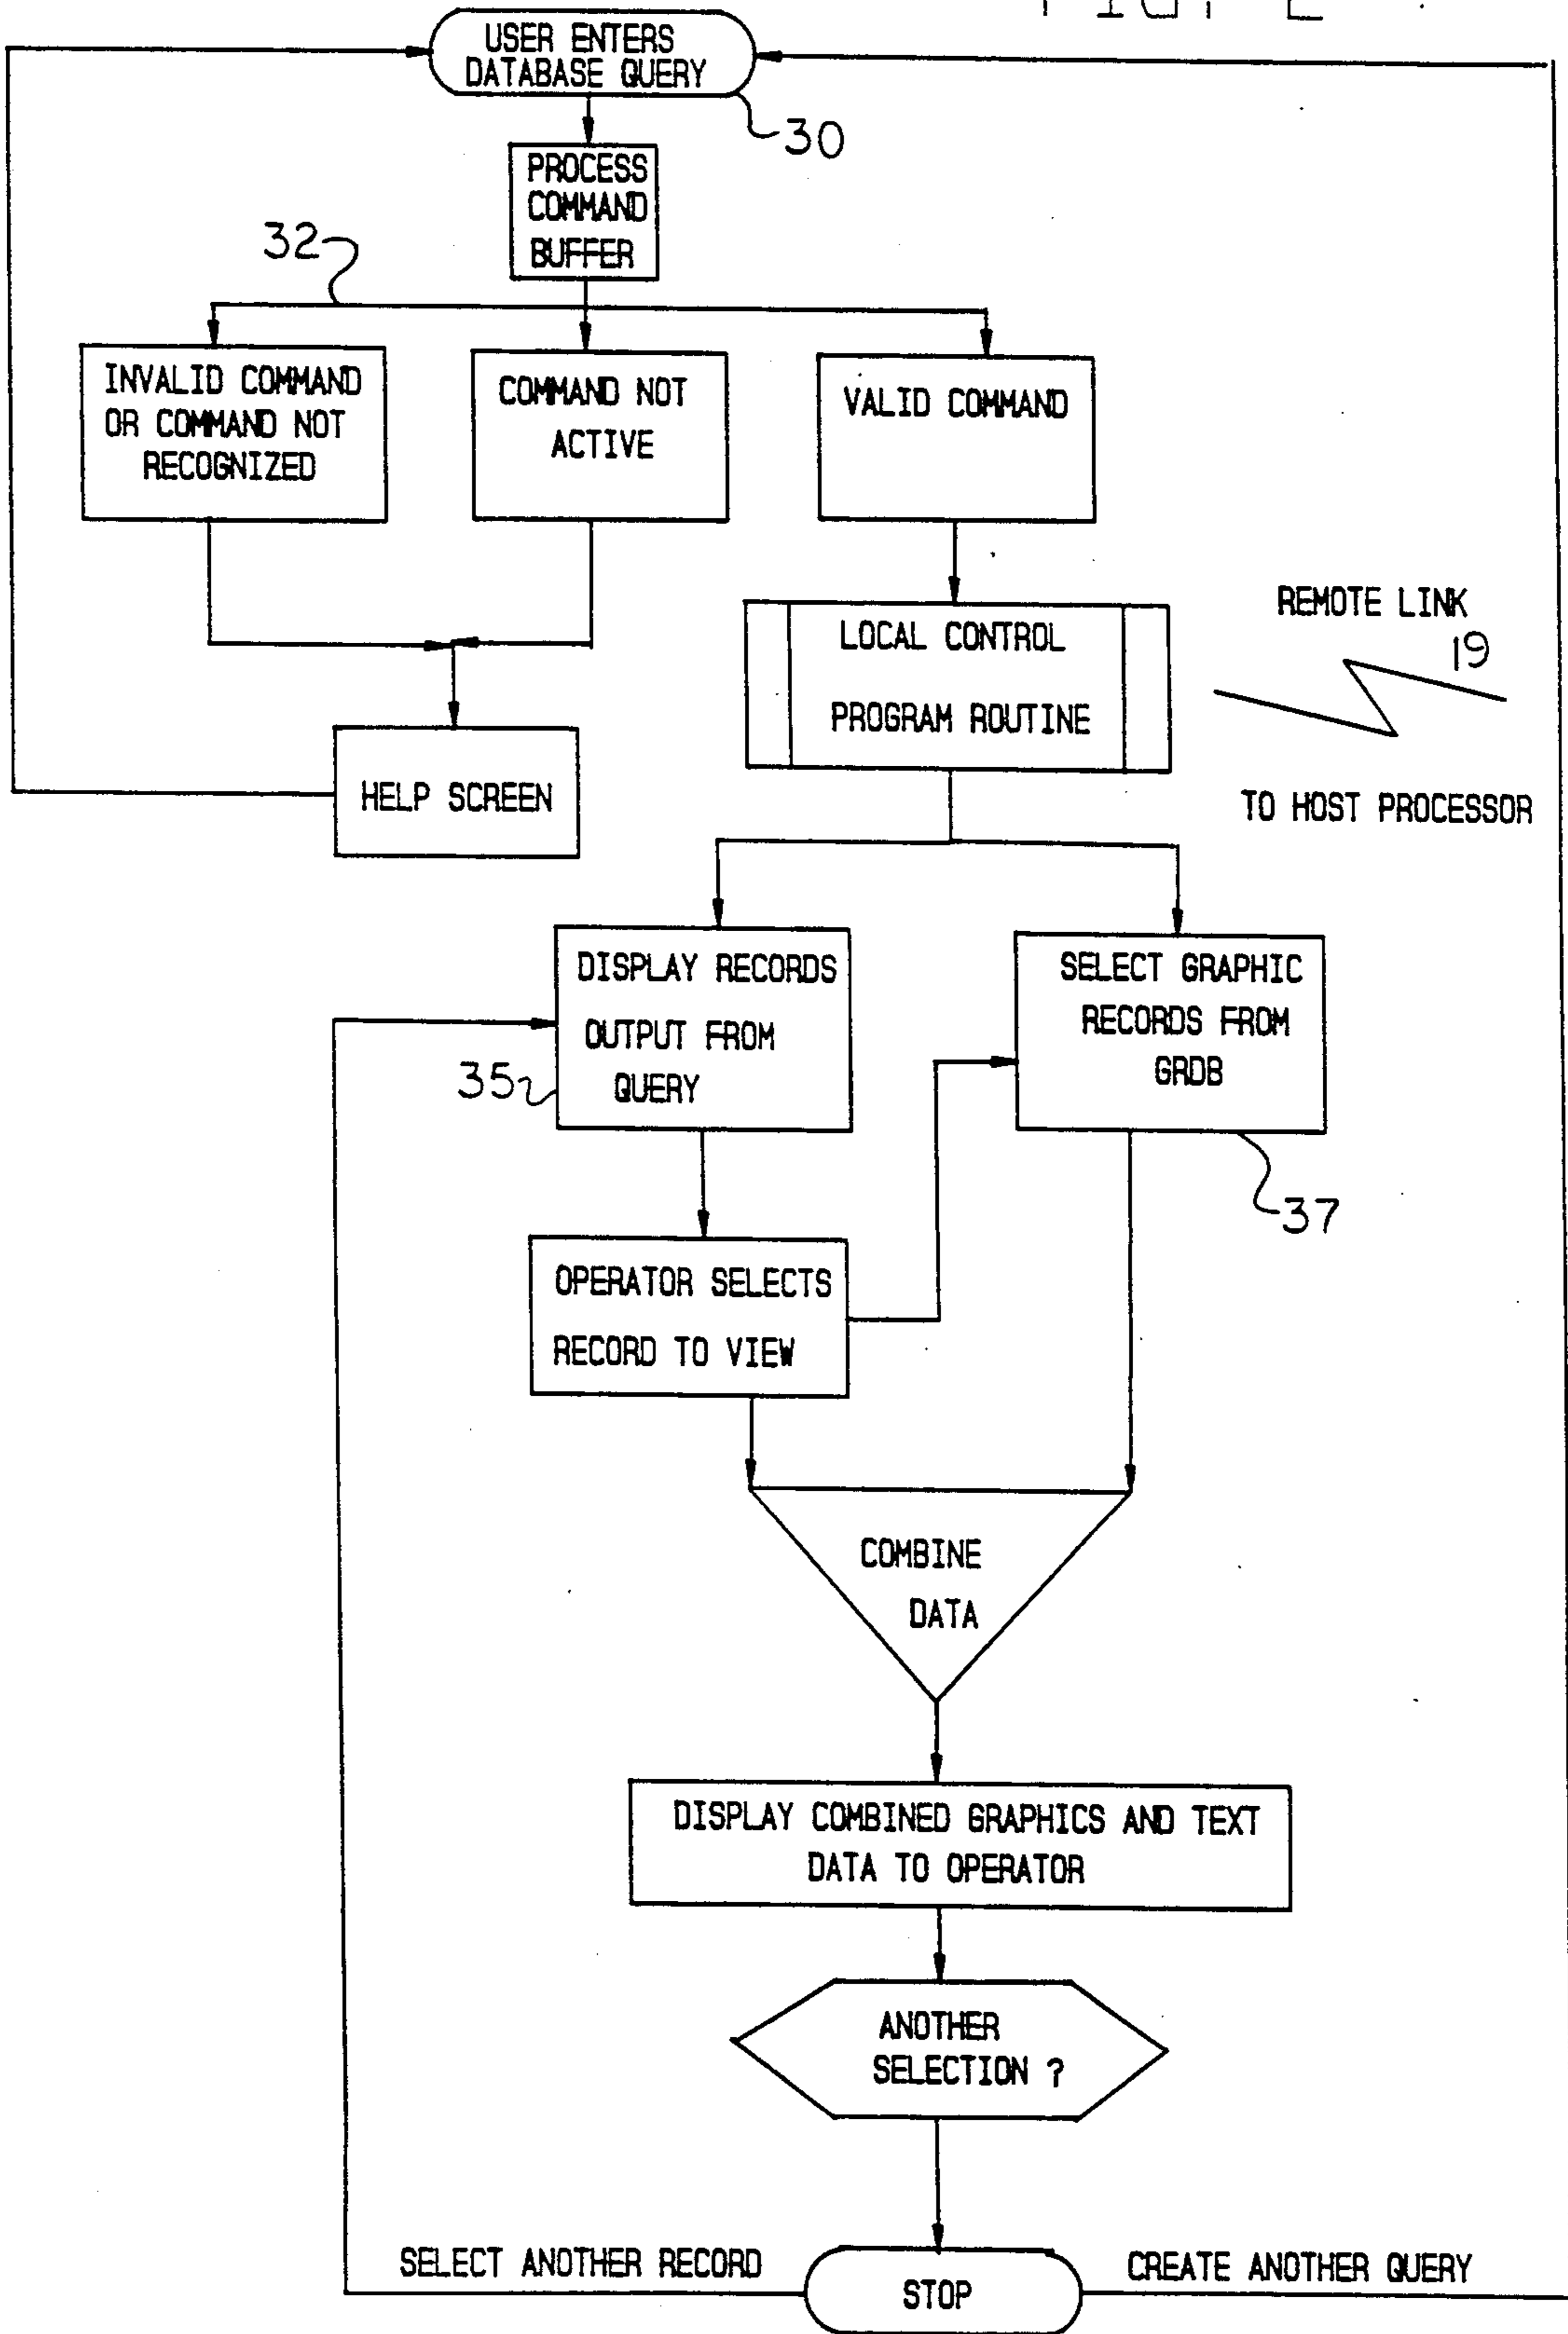 USER ENTERS
DATABASE QUERY
30
PROCESS
COMMAND
BUFFER
32
INVALID COMMAND
OR COMMAND NOT
RECOGNIZED
COMMAND NOT
ACTIVE
VALID COMMAND
LOCAL CONTROL
PROGRAM ROUTINE
REMOTE LINK
19
TO HOST PROCESSOR
HELP SCREEN
DISPLAY RECORDS
OUTPUT FROM
QUERY
35
SELECT GRAPHIC
RECORDS FROM
GRDB
37
OPERATOR SELECTS
RECORD TO VIEW
COMBINE
DATA
DISPLAY COMBINED GRAPHICS AND TEXT
DATA TO OPERATOR
ANOTHER
SELECTION ?
SELECT ANOTHER RECORD
STOP
CREATE ANOTHER QUERY